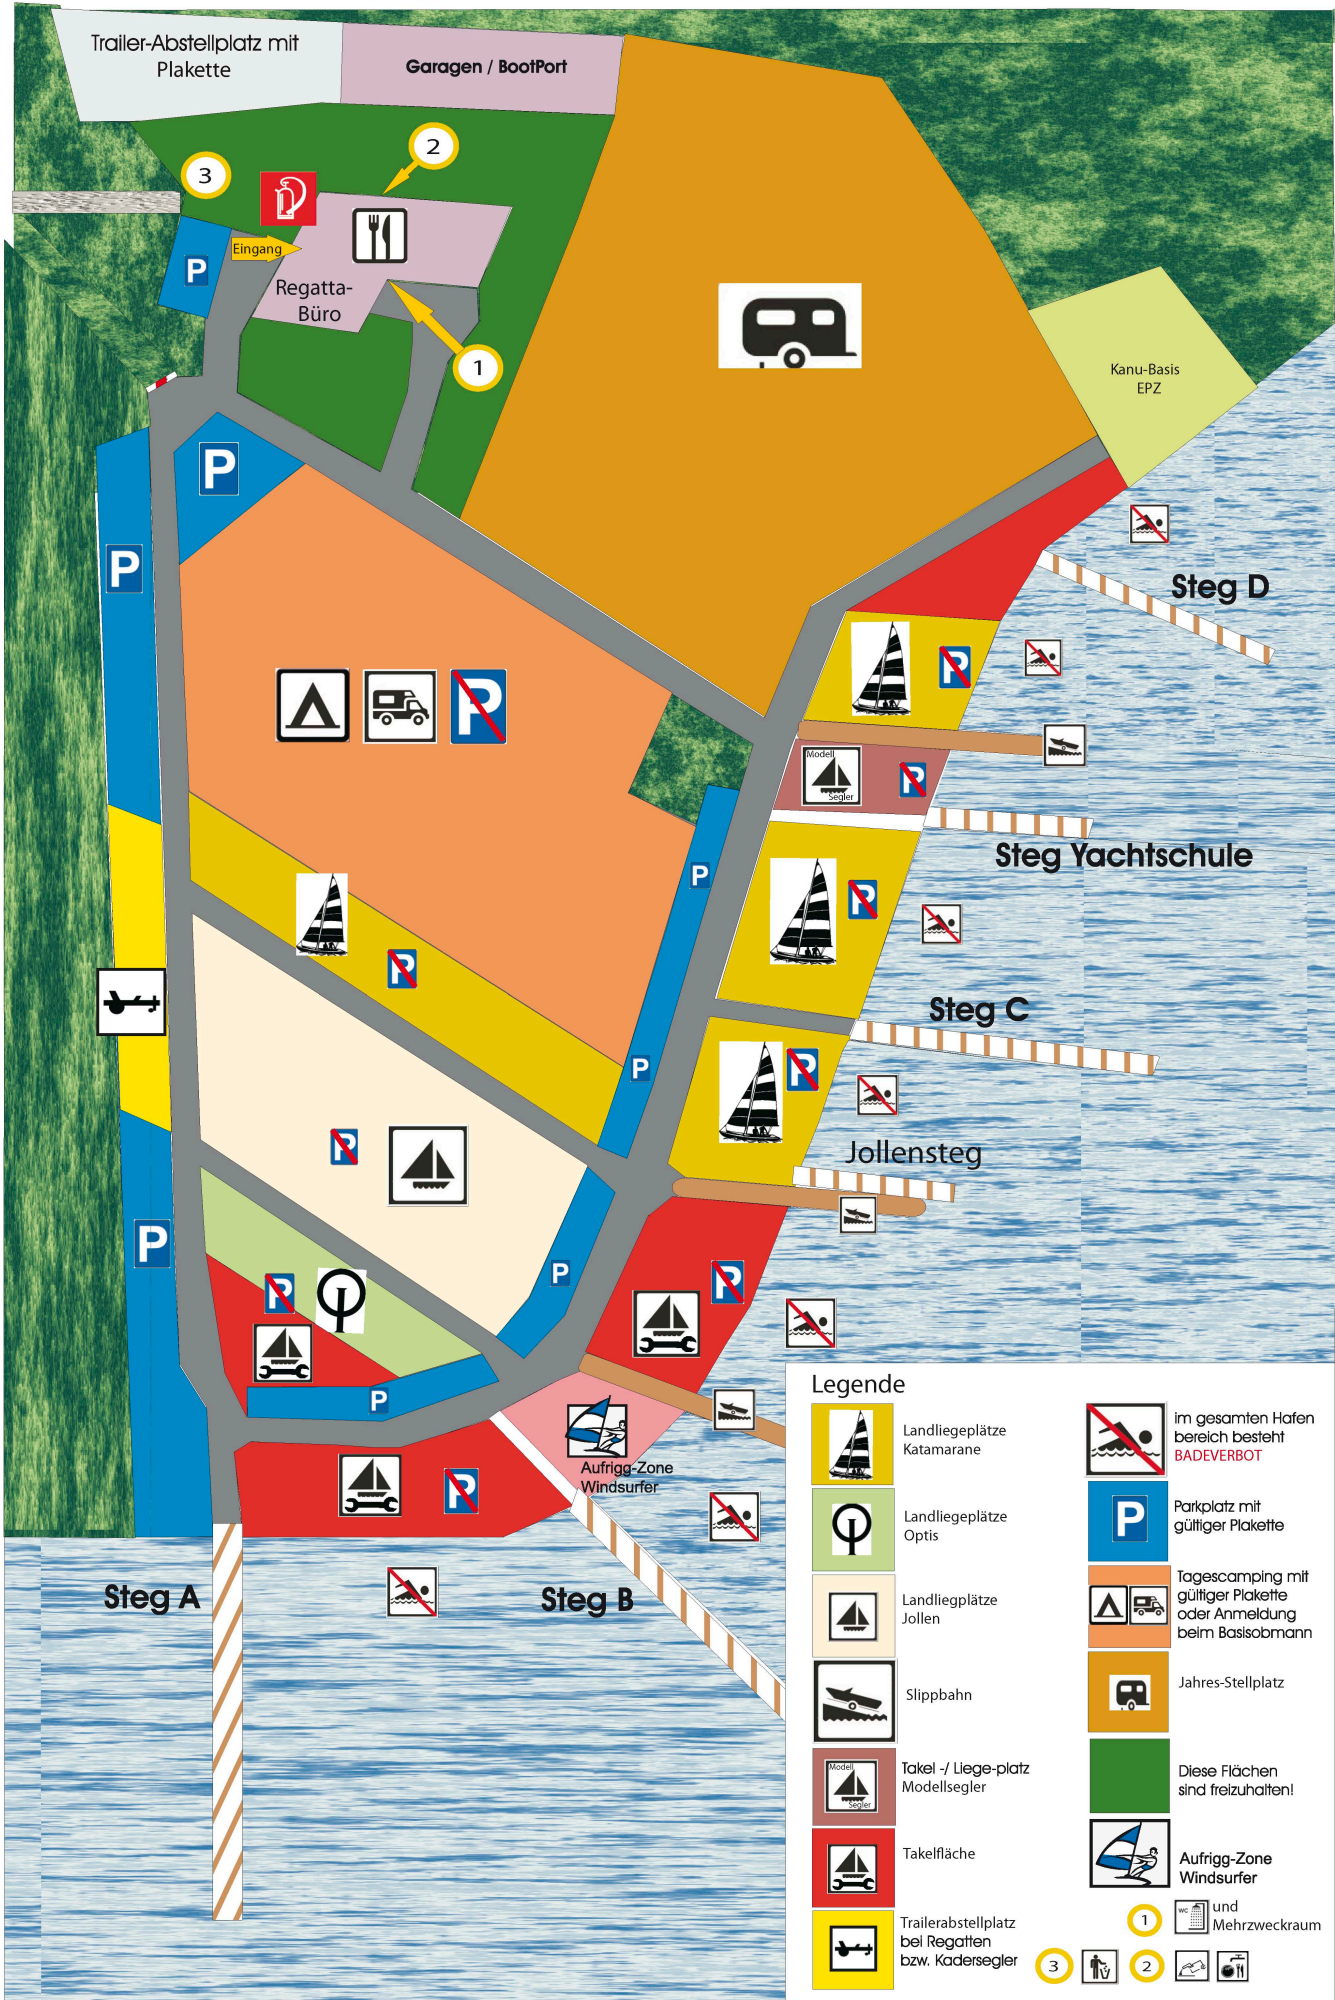 Trailer-Abstellplatz mit
Plakette
Garagen / BootPort
2
3
Eingang
P
Regatta-
Büro
1
Kanu-Basis
EPZ
P
P
Steg D
P
P
Modell
Segler
P
P
Steg Yachtschule
P
P
Steg C
P
P
P
Jollensteg
P
P
P
P
P
P
Aufrigg-Zone
Windsurfer
P
Steg A
Steg B
Legende
Landliegeplätze
Katamarane
Landliegeplätze
Optis
Landliegplätze
Jollen
Slippbahn
Modell
Segler
Takel -/ Liege-platz
Modellsegler
Takelfläche
Trailerabstellplatz
bei Regatten
bzw. Kadersegler
im gesamten Hafen
bereich besteht
BADEVERBOT
P
Parkplatz mit
gültiger Plakette
Tagescamping mit
gültiger Plakette
oder Anmeldung
beim Basisobmann
Jahres-Stellplatz
Diese Flächen
sind freizuhalten!
Aufrigg-Zone
Windsurfer
1
WC
und
Mehrzweckraum
3
2